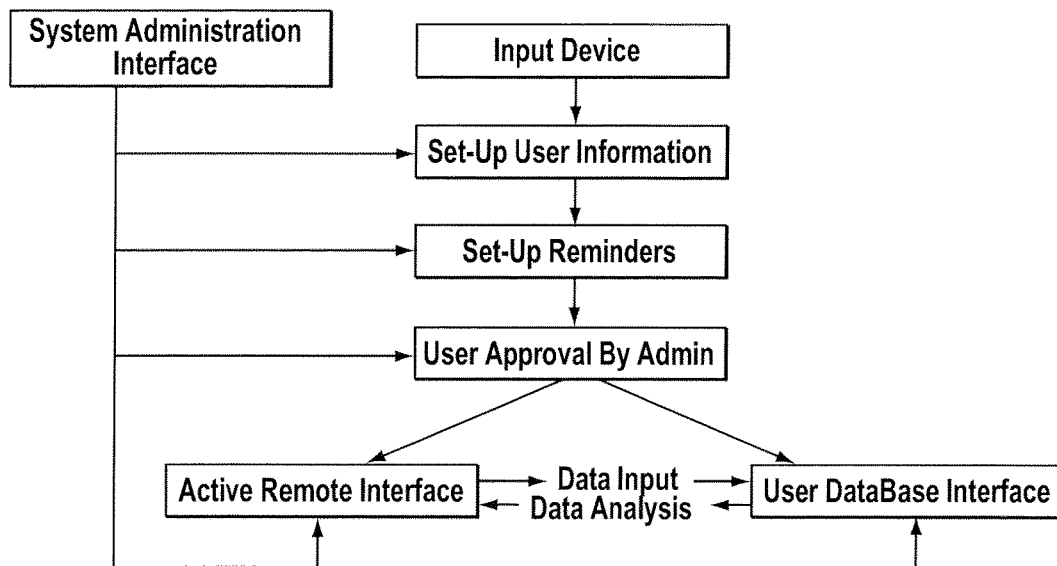 System Administration
Interface
Input Device
Set-Up User Information
Set-Up Reminders
User Approval By Admin
Active Remote Interface
Data Input
Data Analysis
User DataBase Interface